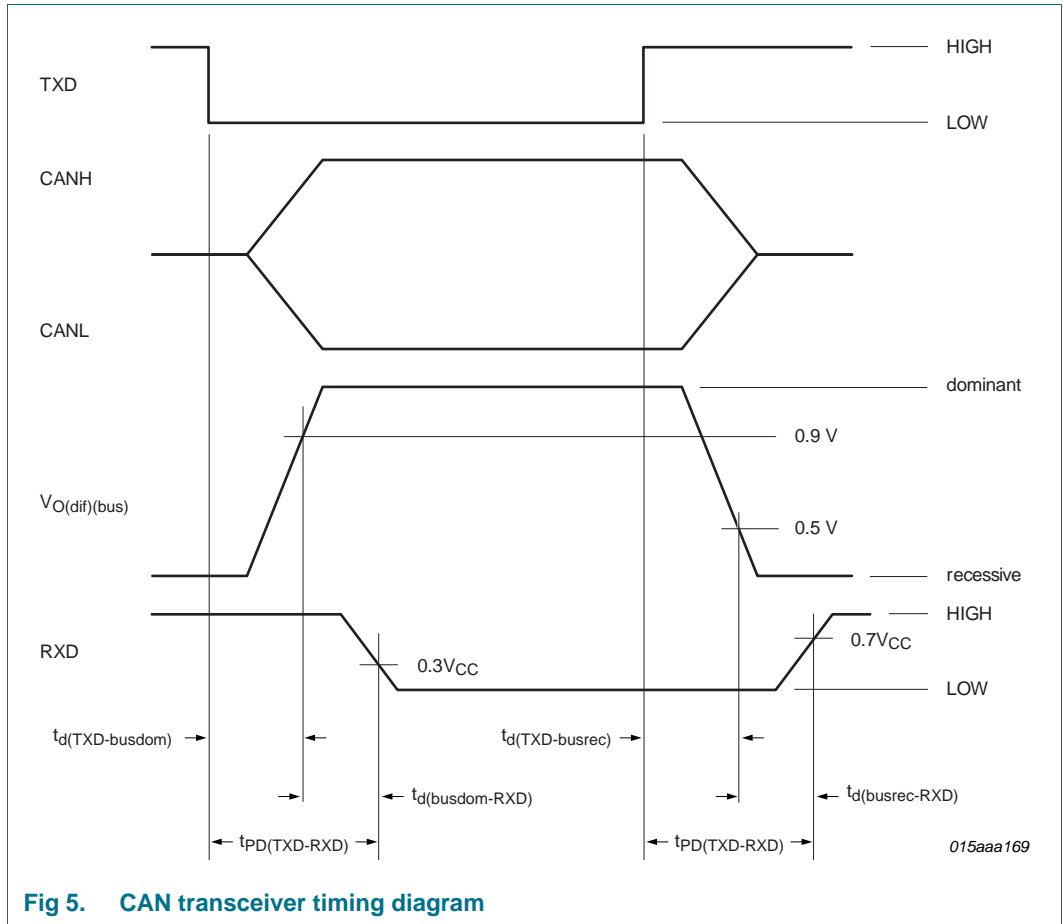 HIGH
TXD
LOW
CANH
CANL
dominant
0.9 V
VO(dif)(bus)
0.5 V
recessive
HIGH
RXD
0.3VCC
0.7VCC
LOW
td(TXD-busdom)
td(TXD-busrec)
td(busdom-RXD)
td(busrec-RXD)
tPD(TXD-RXD)
tPD(TXD-RXD)
015aaa169
Fig 5. CAN transceiver timing diagram